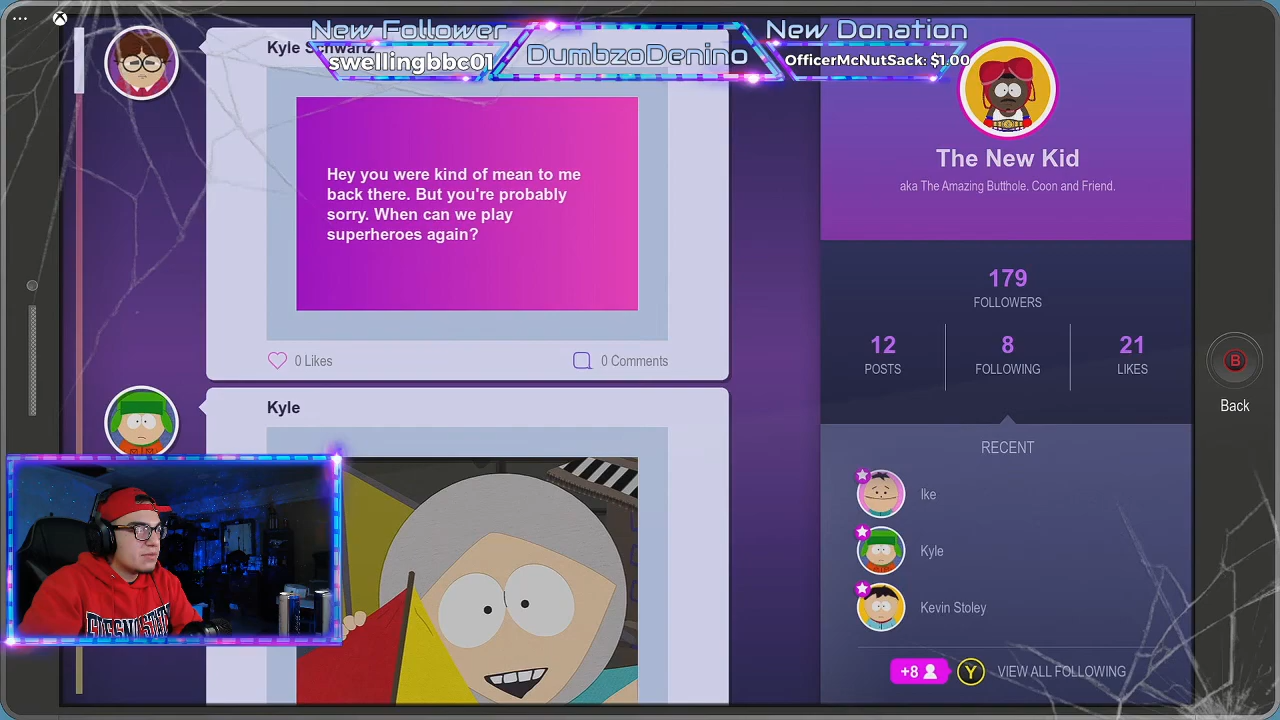 New Follower
swellingbbc01
DumbzoDenino
New Donation
OfficerMcNutSack: $1.00
Kyle Schwartz
Hey you were kind of mean to me
back there. But you're probably
sorry. When can we play
superheroes again?
0 Likes
0 Comments
Kyle
The New Kid
aka The Amazing Butthole. Coon and Friend.
179
FOLLOWERS
12
POSTS
8
FOLLOWING
21
LIKES
RECENT
Ike
Kyle
Kevin Stoley
+8
Y
VIEW ALL FOLLOWING
B
Back